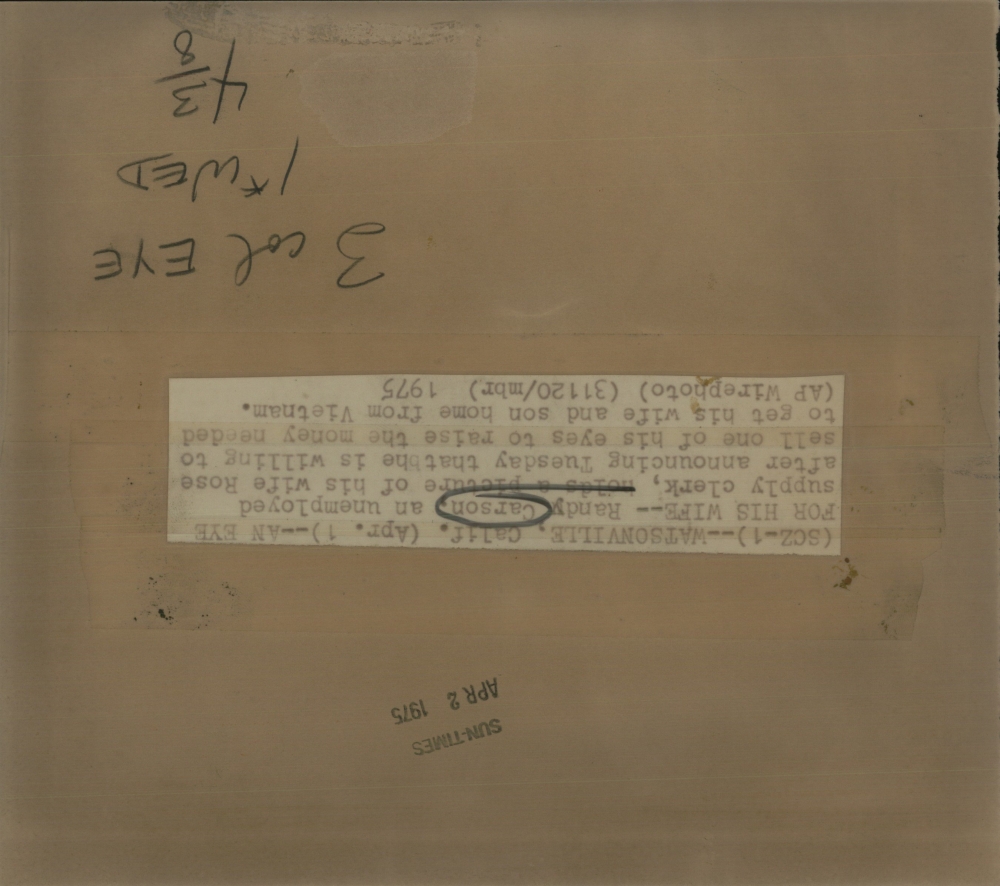 SUN-TIMES
APR 2 1975
(SCZ-1)--WATSONVILLE, Calif. (Apr. 1)--AN EYE
FOR HIS WIFE-- Randy Carson, an unemployed
supply clerk, holds a picture of his wife Rose
after announcing Tuesday that he is willing to
sell one of his eyes to raise the money needed
to get his wife and son home from Vietnam.
(AP Wirephoto) (31120/mbr) 1975
3 col EYE
1* WED
4 3/8